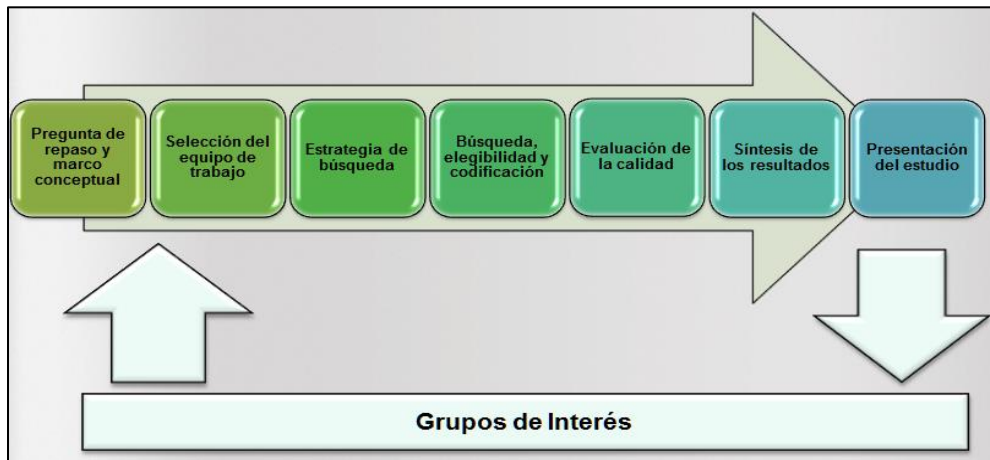 Pregunta de
repaso y
marco
conceptual
Selección del
equipo de
trabajo
Estrategia de
búsqueda
Búsqueda,
elegibilidad y
codificación
Evaluación de
la calidad
Síntesis de
los resultados
Presentación
del estudio
Grupos de Interés